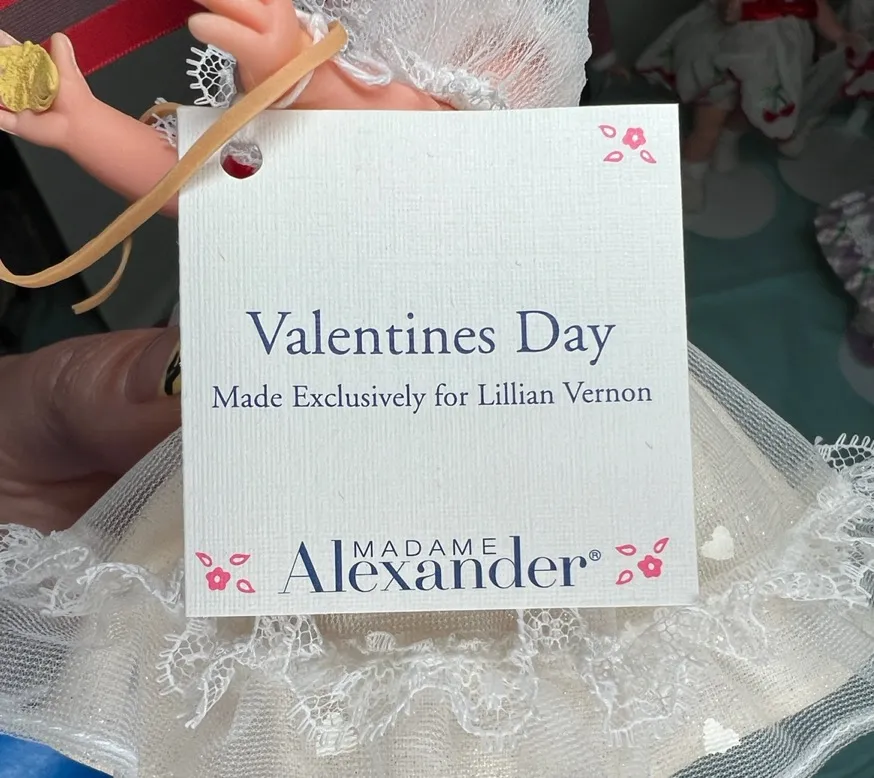 Valentines Day
Made Exclusively for Lillian Vernon
MADAME
Alexander®